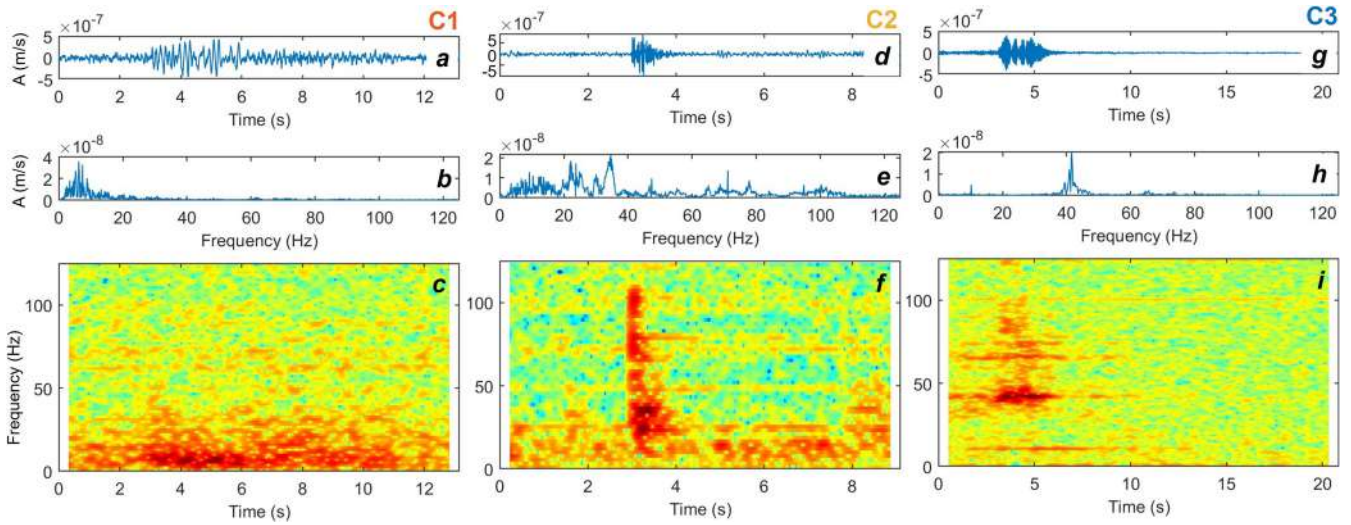 C1 C2 C3
×10⁻⁷ ×10⁻⁷ ×10⁻⁷
A (m/s) 5 0 -5 a 5 0 -5 d 5 0 -5 g
0 2 4 6 8 10 12 0 2 4 6 8 0 5 10 15 20
Time (s) Time (s) Time (s)
×10⁻⁸ ×10⁻⁸ ×10⁻⁸
A (m/s) 4 2 0 b 2 1 0 e 2 1 0 h
0 20 40 60 80 100 120 0 20 40 60 80 100 120 0 20 40 60 80 100 120
Frequency (Hz) Frequency (Hz) Frequency (Hz)
Frequency (Hz) 100 50 0 c 100 50 0 f 100 50 0 i
0 2 4 6 8 10 12 0 2 4 6 8 0 5 10 15 20
Time (s) Time (s) Time (s)